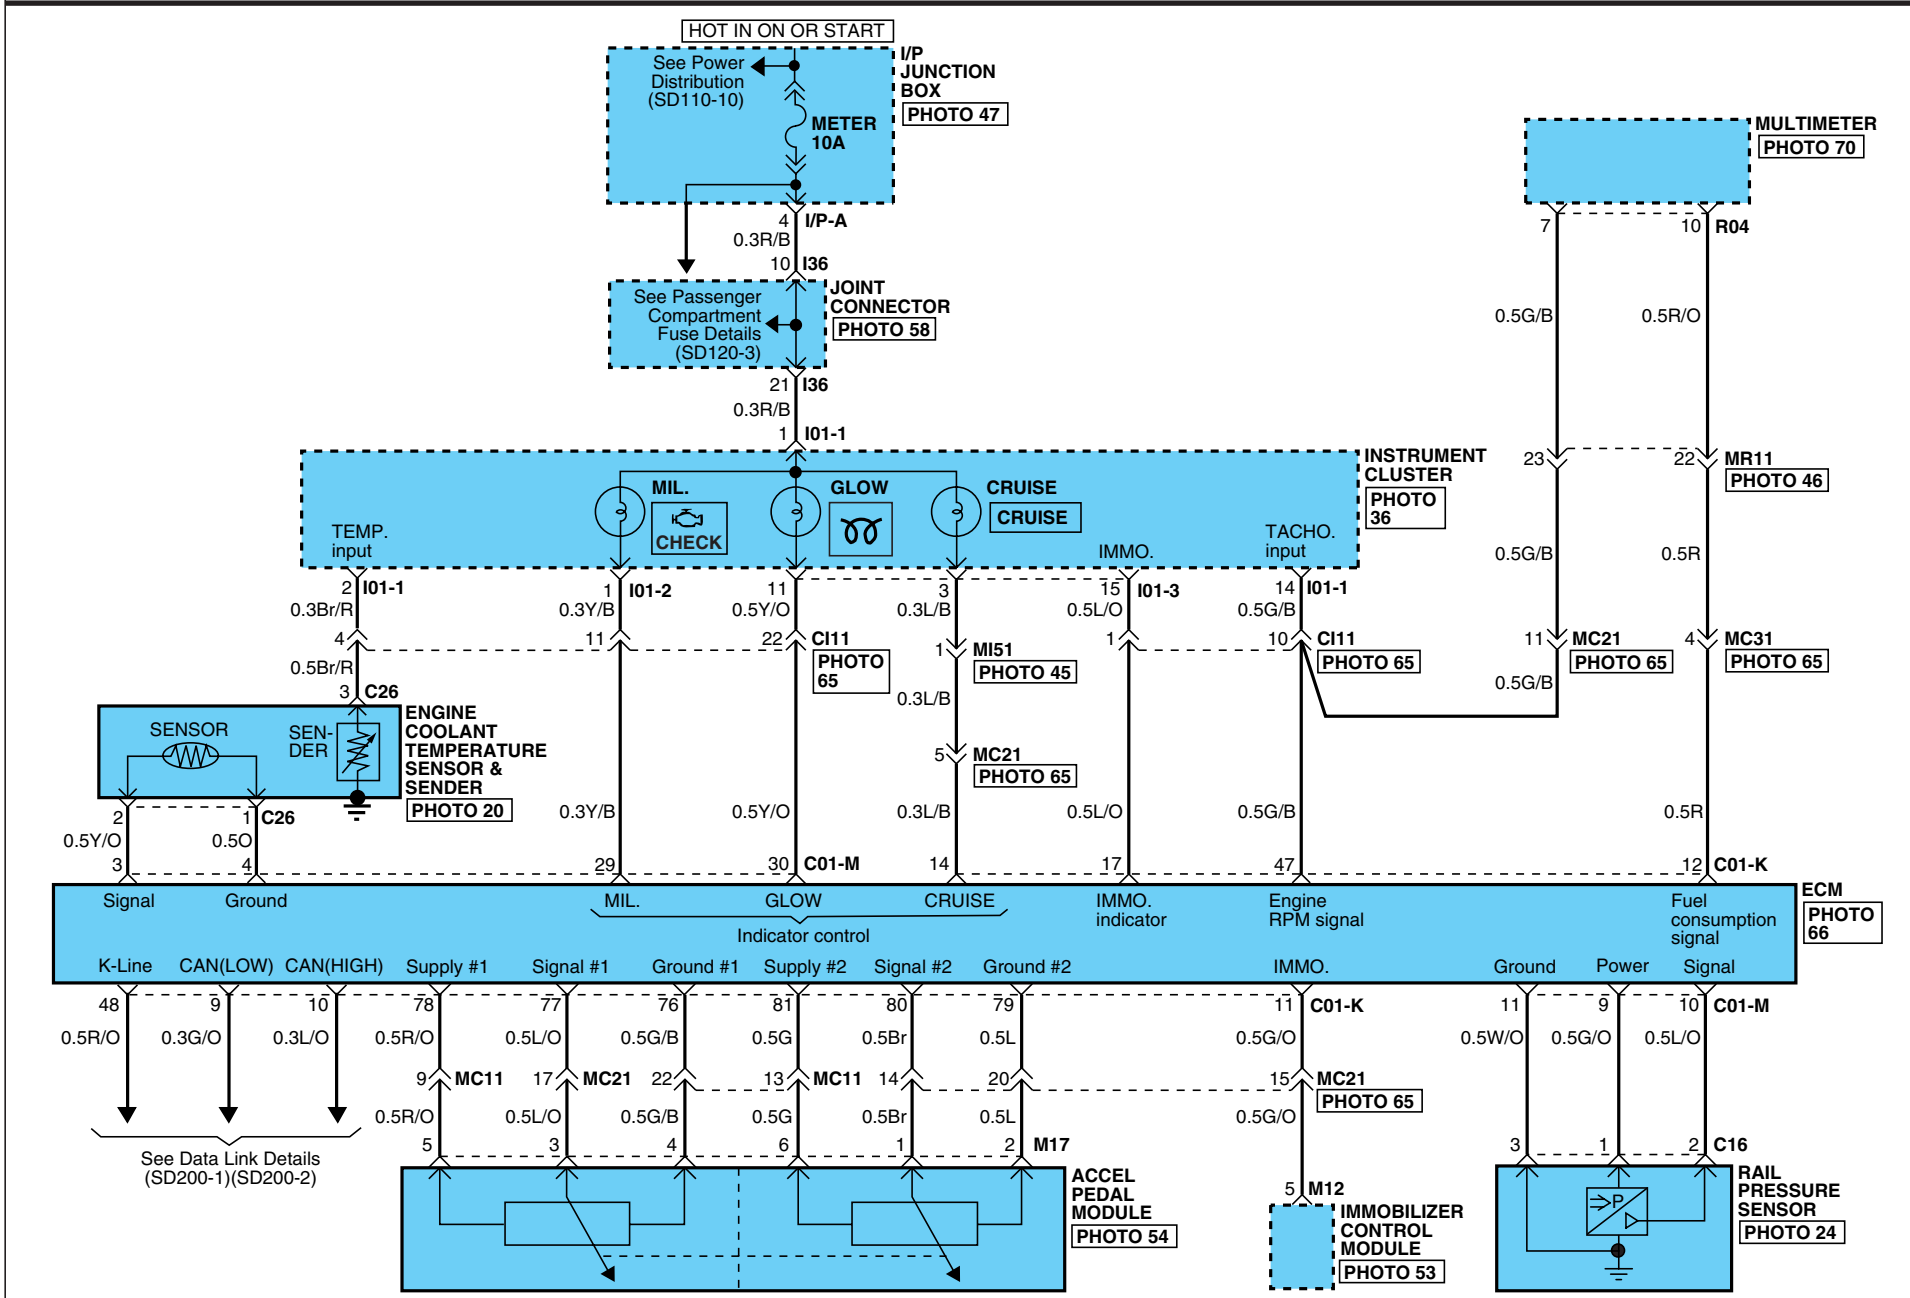 HOT IN ON OR START
See Power
Distribution
(SD110-10)
METER
10A
I/P
JUNCTION
BOX
PHOTO 47
4 I/P-A
0.3R/B
10 I36
See Passenger
Compartment
Fuse Details
(SD120-3)
JOINT
CONNECTOR
PHOTO 58
21 I36
0.3R/B
1 I01-1
MULTIMETER
PHOTO 70
7 10 R04
0.5G/B 0.5R/O
23 22 MR11
PHOTO 46
0.5G/B 0.5R
11 MC21 4 MC31
PHOTO 65 PHOTO 65
0.5G/B
INSTRUMENT
CLUSTER
PHOTO
36
MIL. GLOW CRUISE
CHECK CRUISE
TEMP.
input
IMMO.
TACHO.
input
2 I01-1 1 I01-2 11 3 15 I01-3 14 I01-1
0.3Br/R 0.3Y/B 0.5Y/O 0.3L/B 0.5L/O 0.5G/B
4 11 22 CI11 1 MI51 1 10 CI11
PHOTO
65
PHOTO 45 PHOTO 65
0.5Br/R 0.3L/B
3 C26
SENSOR
SEN-
DER
ENGINE
COOLANT
TEMPERATURE
SENSOR &
SENDER
PHOTO 20
5 MC21
PHOTO 65
2 1 C26
0.5Y/O 0.5O 0.3Y/B 0.5Y/O 0.3L/B 0.5L/O 0.5G/B 0.5R
3 4 29 30 C01-M 14 17 47 12 C01-K
ECM
PHOTO
66
Signal Ground MIL. GLOW CRUISE
IMMO.
indicator
Engine
RPM signal
Fuel
consumption
signal
Indicator control
K-Line CAN(LOW) CAN(HIGH) Supply #1 Signal #1 Ground #1 Supply #2 Signal #2 Ground #2 IMMO. Ground Power Signal
48 9 10 78 77 76 81 80 79 11 C01-K 11 9 10 C01-M
0.5R/O 0.3G/O 0.3L/O 0.5R/O 0.5L/O 0.5G/B 0.5G 0.5Br 0.5L 0.5G/O 0.5W/O 0.5G/O 0.5L/O
9 MC11 17 MC21 22 13 MC11 14 20 15 MC21
PHOTO 65
0.5R/O 0.5L/O 0.5G/B 0.5G 0.5Br 0.5L 0.5G/O
5 3 4 6 1 2 M17 3 1 2 C16
See Data Link Details
(SD200-1)(SD200-2)
ACCEL
PEDAL
MODULE
PHOTO 54
5 M12
IMMOBILIZER
CONTROL
MODULE
PHOTO 53
P
RAIL
PRESSURE
SENSOR
PHOTO 24